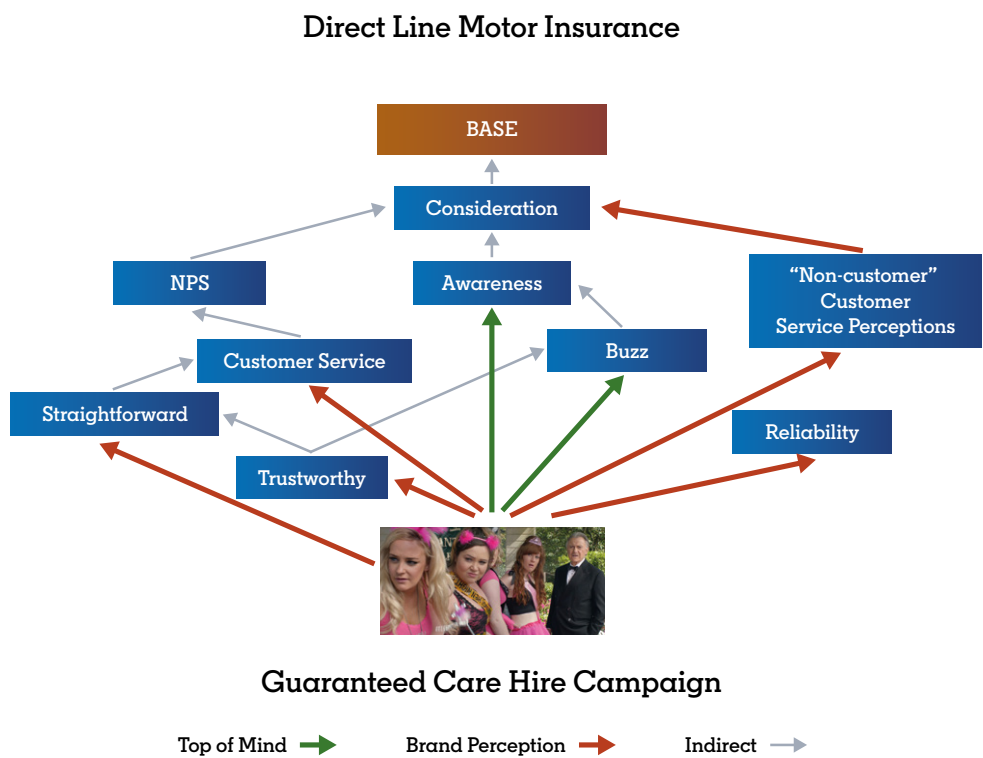 Direct Line Motor Insurance
BASE
Consideration
NPS
Awareness
“Non-customer”
Customer
Service Perceptions
Customer Service
Buzz
Straightforward
Reliability
Trustworthy
Guaranteed Care Hire Campaign
Top of Mind
Brand Perception
Indirect